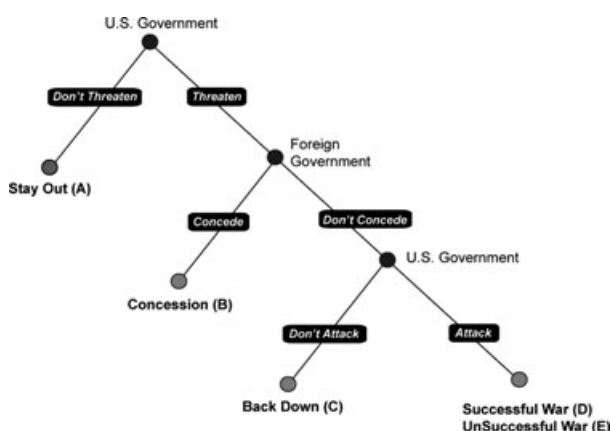 U.S. Government
Don't Threaten
Threaten
Foreign
Government
Stay Out (A)
Concede
Don't Concede
U.S. Government
Concession (B)
Don't Attack
Attack
Back Down (C)
Successful War (D)
UnSuccessful War (E)